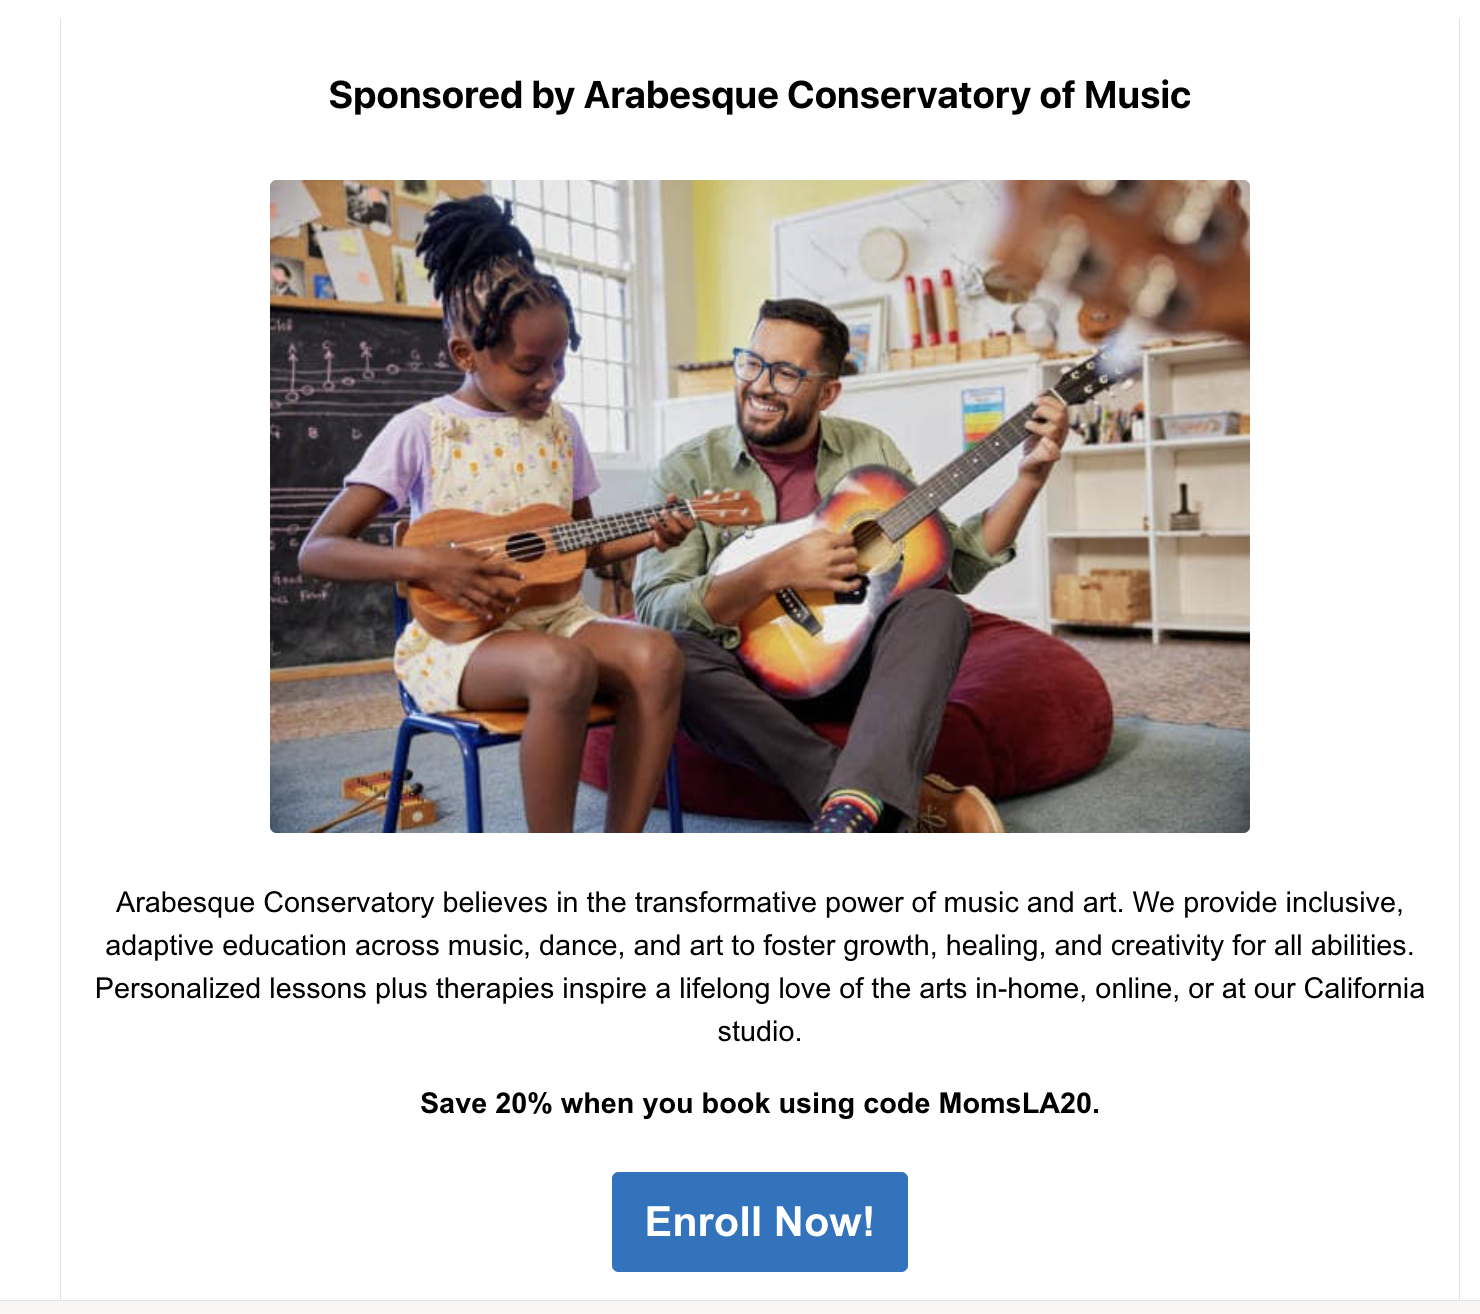 Sponsored by Arabesque Conservatory of Music
A C G A
G B D
Good
Arabesque Conservatory believes in the transformative power of music and art. We provide inclusive,
adaptive education across music, dance, and art to foster growth, healing, and creativity for all abilities.
Personalized lessons plus therapies inspire a lifelong love of the arts in-home, online, or at our California
studio.
Save 20% when you book using code MomsLA20.
Enroll Now!